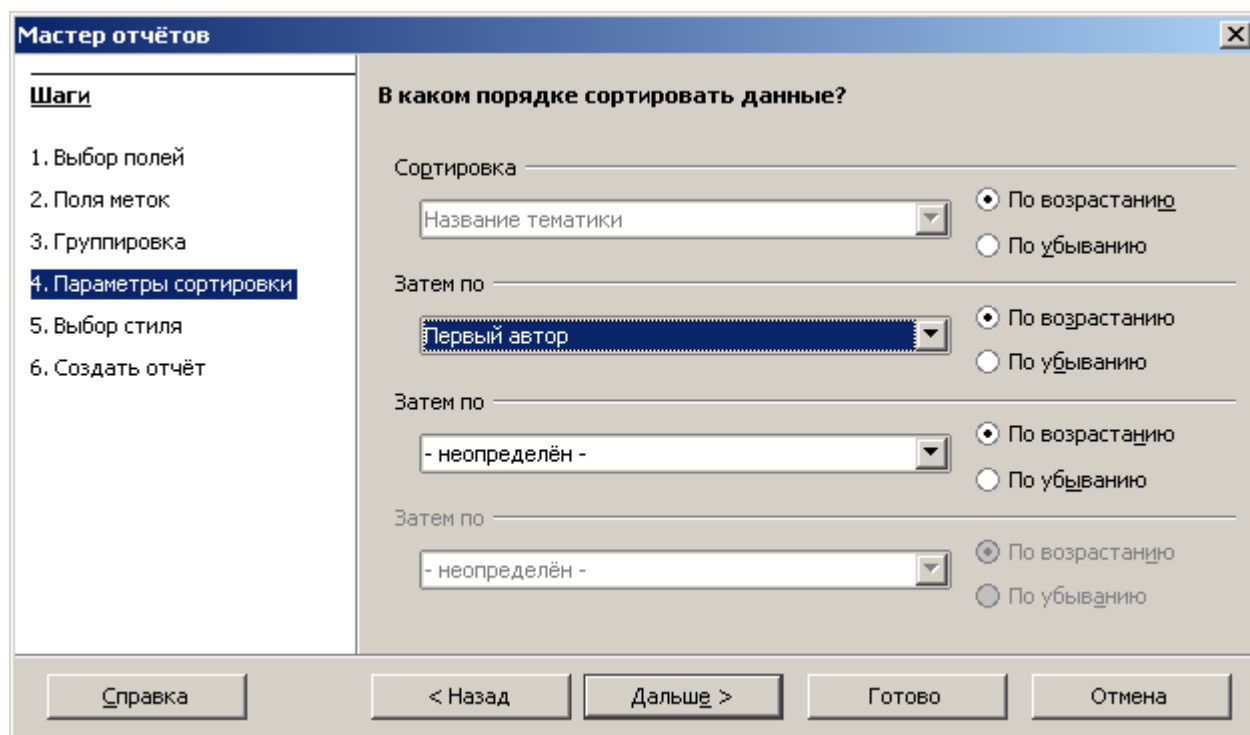 Мастер отчётов
Шаги
1. Выбор полей
2. Поля меток
3. Группировка
4. Параметры сортировки
5. Выбор стиля
6. Создать отчёт
В каком порядке сортировать данные?
Сортировка
Название тематики
По возрастанию
По убыванию
Затем по
Первый автор
По возрастанию
По убыванию
Затем по
- неопределён -
По возрастанию
По убыванию
Затем по
- неопределён -
По возрастанию
По убыванию
Справка
< Назад
Дальше >
Готово
Отмена